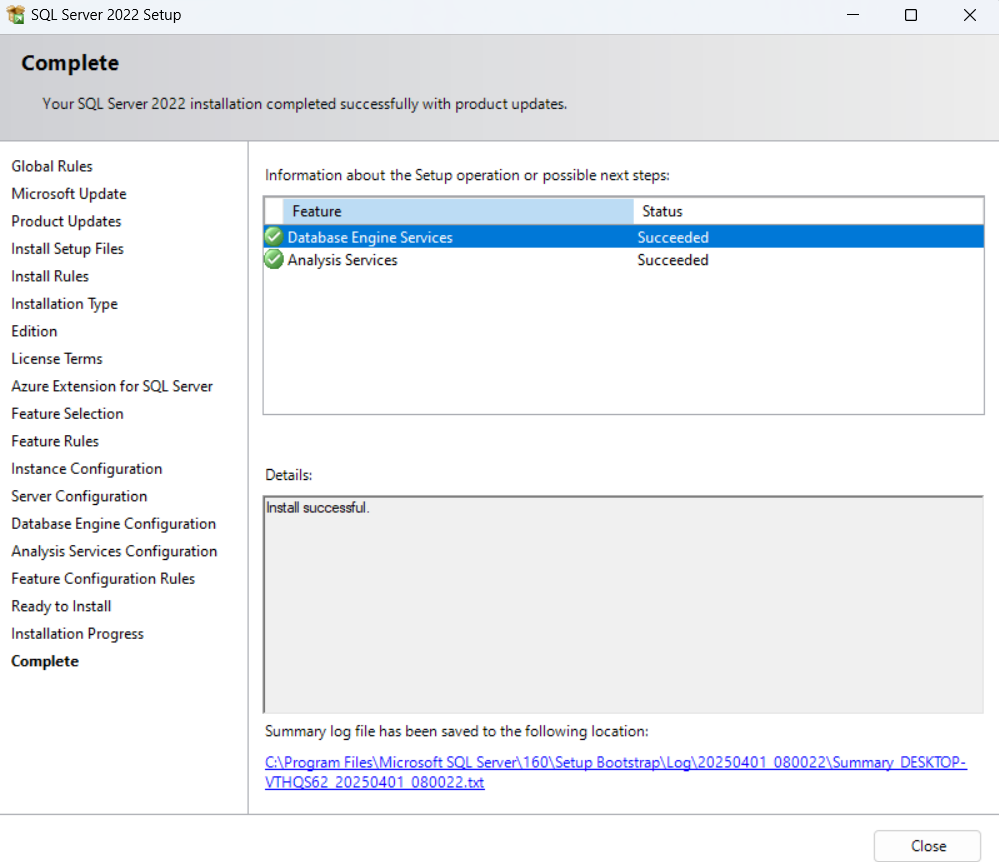 SQL Server 2022 Setup
Complete
Your SQL Server 2022 installation completed successfully with product updates.
Global Rules
Microsoft Update
Product Updates
Install Setup Files
Install Rules
Installation Type
Edition
License Terms
Azure Extension for SQL Server
Feature Selection
Feature Rules
Instance Configuration
Server Configuration
Database Engine Configuration
Analysis Services Configuration
Feature Configuration Rules
Ready to Install
Installation Progress
Complete
Information about the Setup operation or possible next steps:
Feature Status
Database Engine Services Succeeded
Analysis Services Succeeded
Details:
Install successful.
Summary log file has been saved to the following location:
C:\Program Files\Microsoft SQL Server\160\Setup Bootstrap\Log\20250401_080022\Summary_DESKTOP-
VTHQS62_20250401_080022.txt
Close